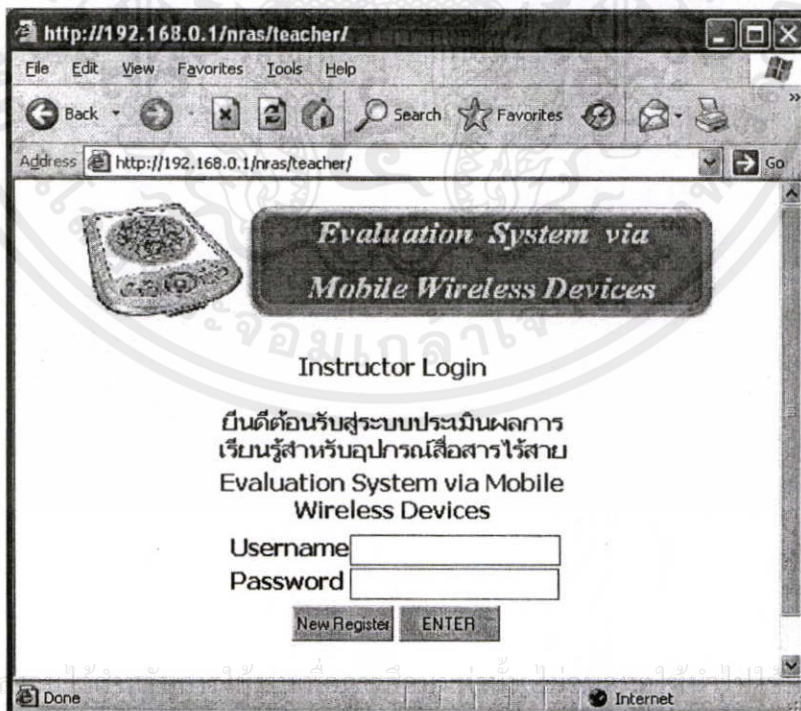 http://192.168.0.1/nras/teacher/
File Edit View Favorites Tools Help
Back Search Favorites
Address http://192.168.0.1/nras/teacher/ Go
Evaluation System via
Mobile Wireless Devices
Instructor Login
ยินดีต้อนรับสู่ระบบประเมินผลการ
เรียนรู้สำหรับอุปกรณ์สื่อสารไร้สาย
Evaluation System via Mobile
Wireless Devices
Username
Password
New Register ENTER
Done Internet